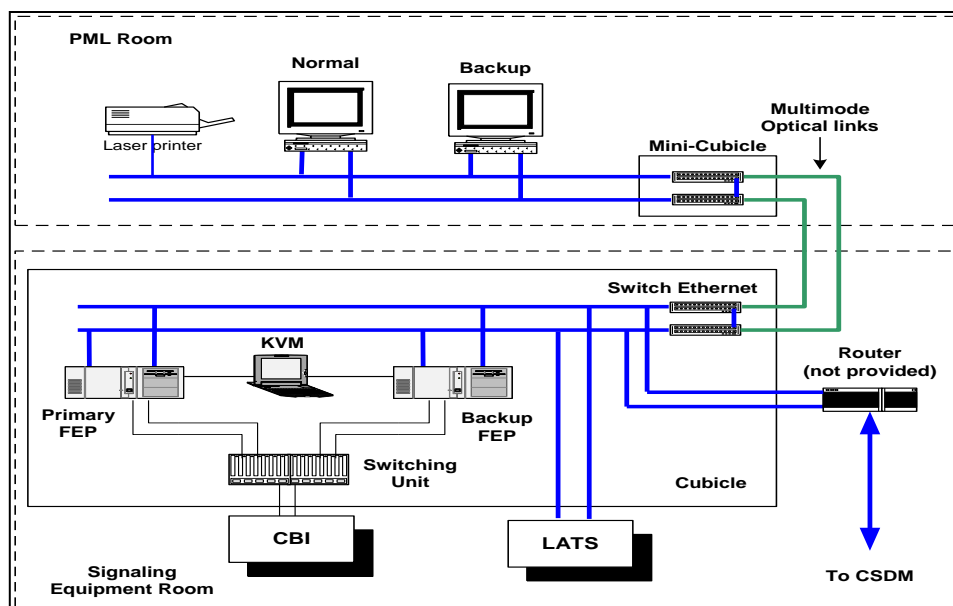 PML Room
Normal
Backup
Multimode
Optical links
Laser printer
Mini-Cubicle
Switch Ethernet
KVM
Router
(not provided)
Primary
FEP
Backup
FEP
Switching
Unit
Cubicle
CBI
LATS
Signaling
Equipment Room
To CSDM